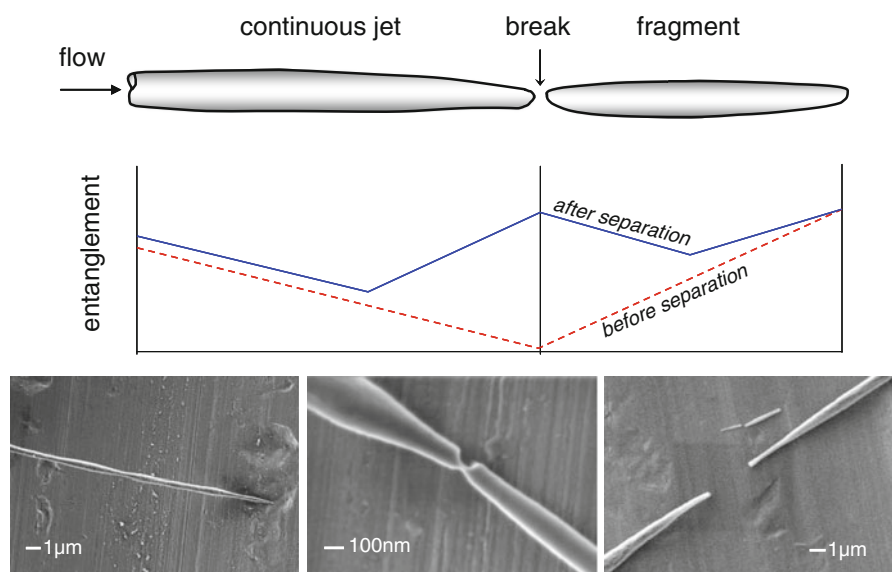 continuous jet
break
fragment
flow
entanglement
after separation
before separation
1μm
100nm
1μm